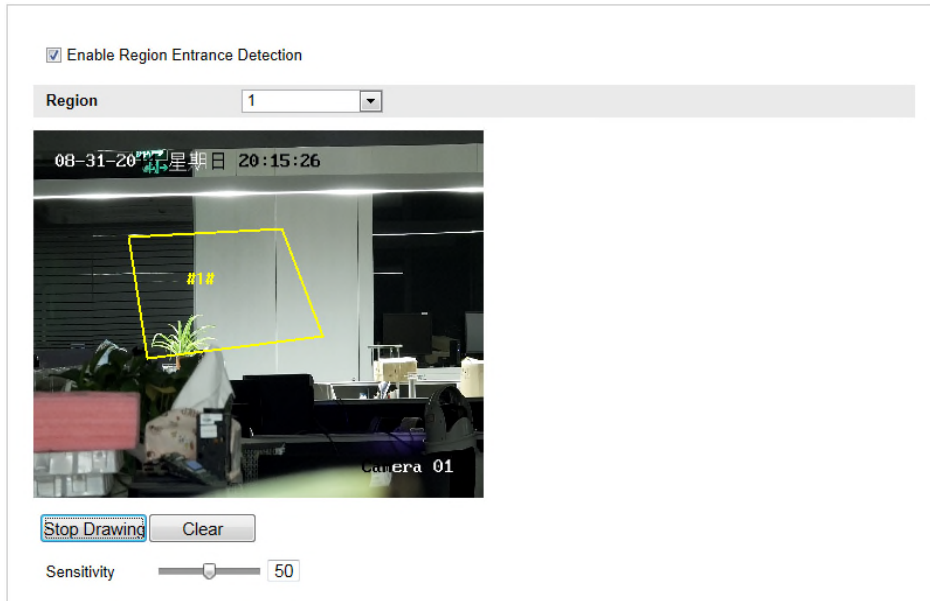 Enable Region Entrance Detection
Region 1
08-31-20 星期日 20:15:26
#1#
Camera 01
Stop Drawing Clear
Sensitivity 50